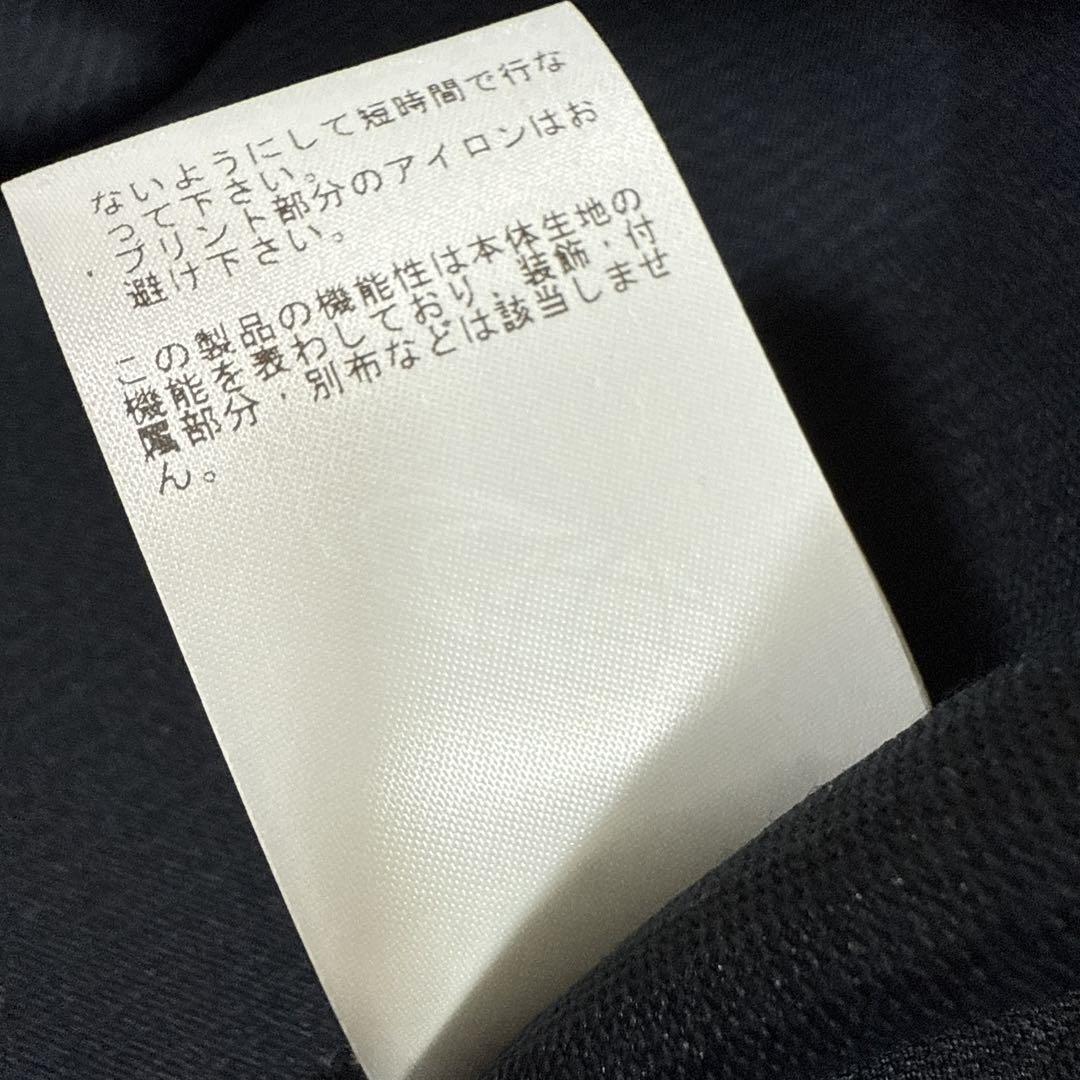 ないようにして短時間で行な
って下さい。
・プリント部分のアイロンはお
避け下さい。
この製品の機能性は本体生地の
機能を表わしており、装飾・付
属部分・別布などは該当しませ
ん。